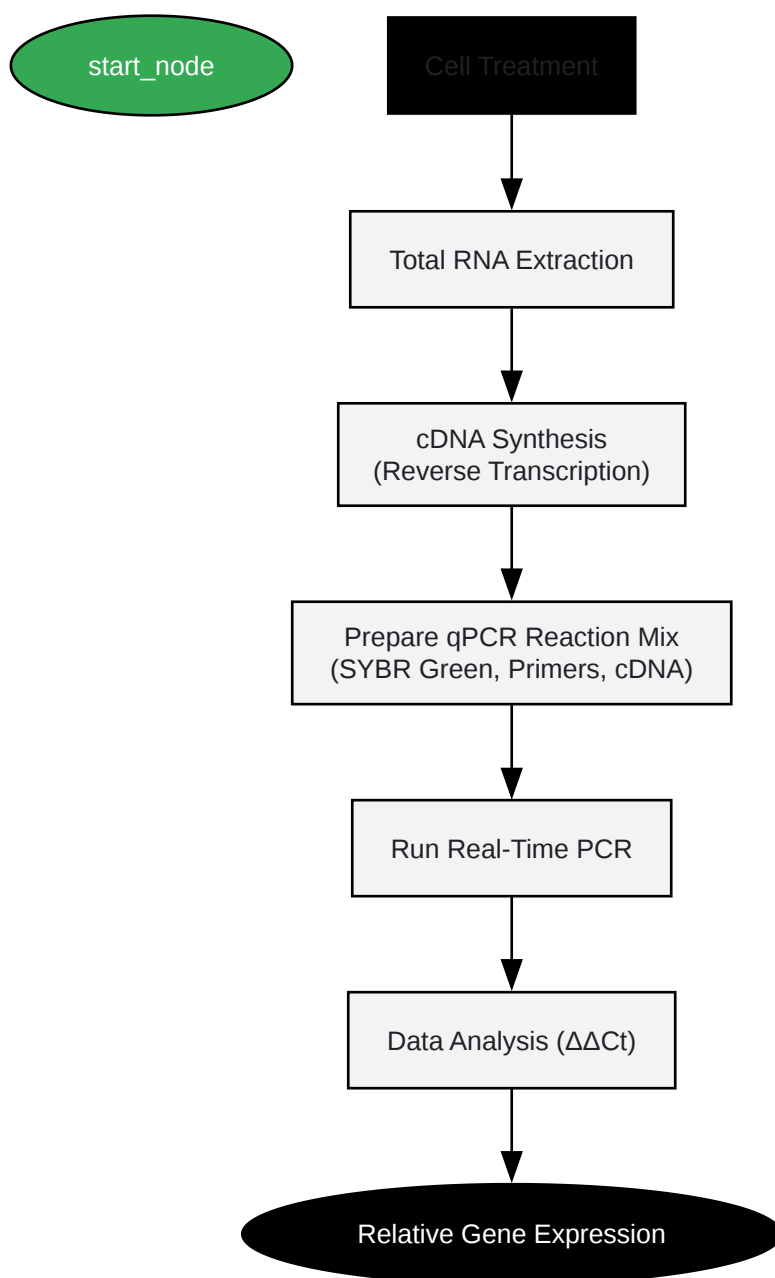 start_node
Cell Treatment
Total RNA Extraction
cDNA Synthesis
(Reverse Transcription)
Prepare qPCR Reaction Mix
(SYBR Green, Primers, cDNA)
Run Real-Time PCR
Data Analysis (ΔΔCt)
Relative Gene Expression